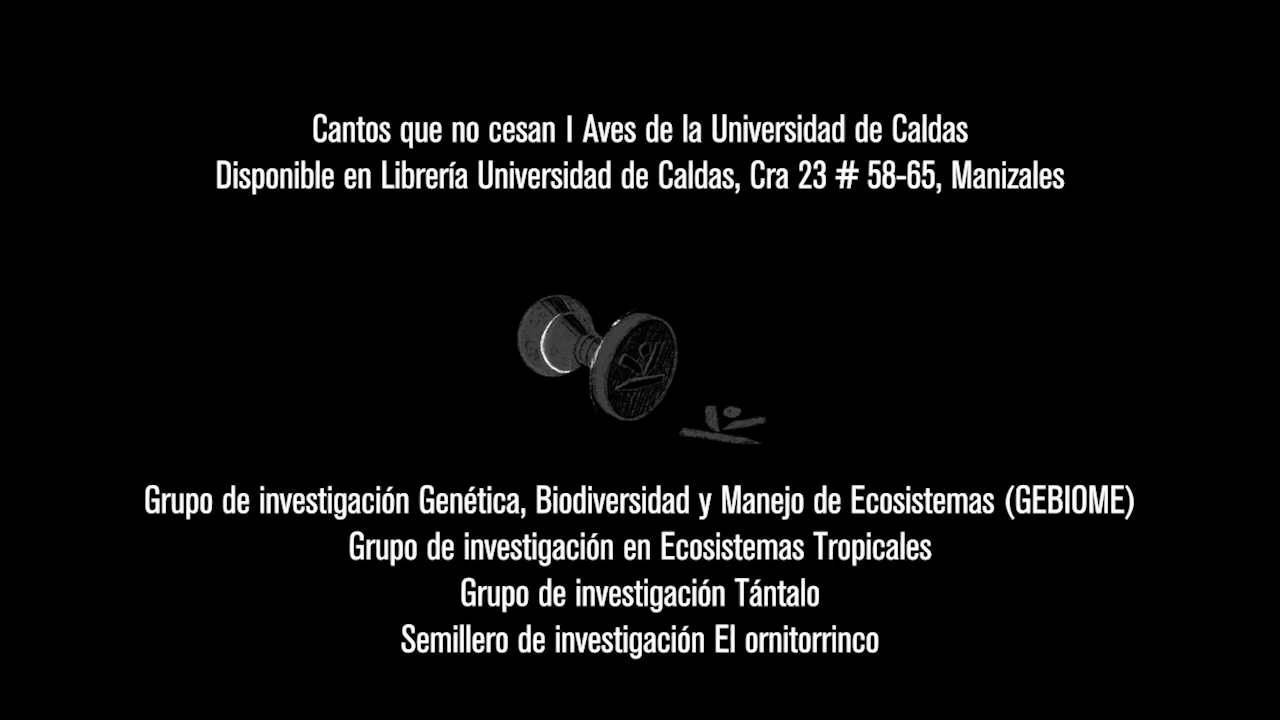 Cantos que no cesan | Aves de la Universidad de Caldas
Disponible en Librería Universidad de Caldas, Cra 23 # 58-65, Manizales
Grupo de investigación Genética, Biodiversidad y Manejo de Ecosistemas (GEBIOME)
Grupo de investigación en Ecosistemas Tropicales
Grupo de investigación Tántalo
Semillero de investigación El ornitorrinco